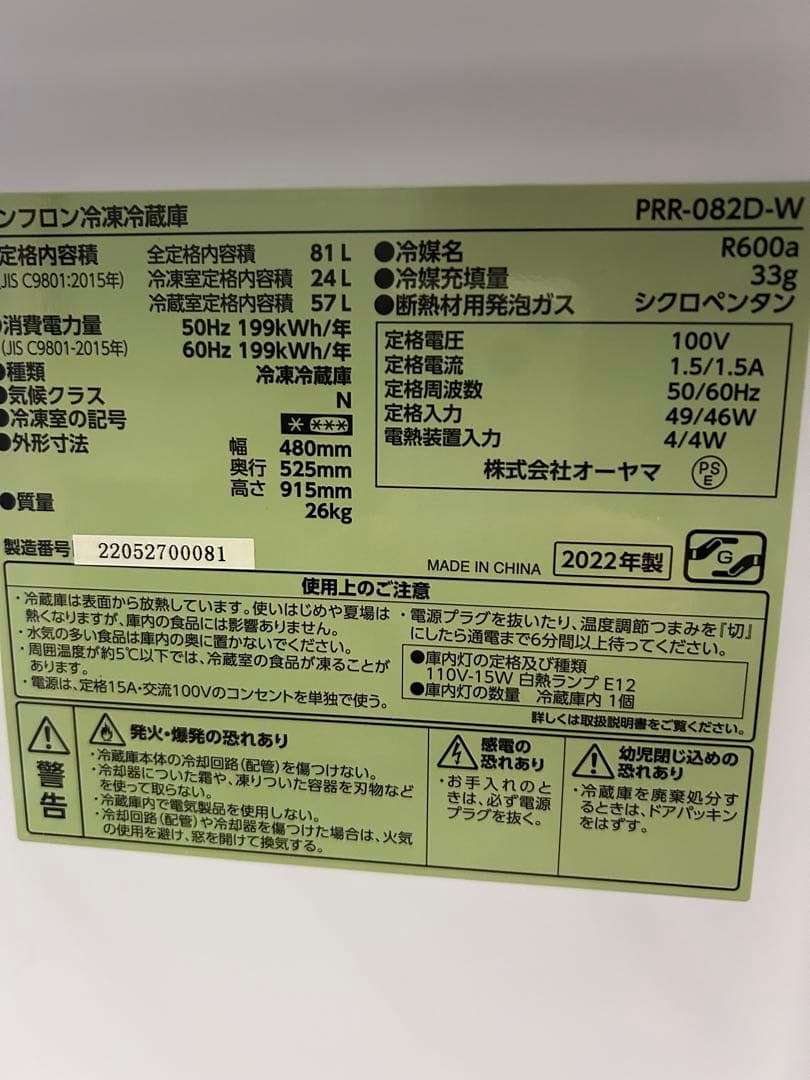 ンフロン冷凍冷蔵庫 PRR-082D-W
定格内容積 全定格内容積 81 L
(JIS C9801:2015年) 冷凍室定格内容積 24 L
冷蔵室定格内容積 57 L
消費電力量 50Hz 199kWh/年
(JIS C9801-2015年) 60Hz 199kWh/年
●種類 冷凍冷蔵庫
●気候クラス N
●冷凍室の記号
●外形寸法 幅 480mm
奥行 525mm
高さ 915mm
●質量 26kg
●冷媒名 R600a
●冷媒充填量 33g
●断熱材用発泡ガス シクロペンタン
定格電圧 100V
定格電流 1.5/1.5A
定格周波数 50/60Hz
定格入力 49/46W
電熱装置入力 4/4W
株式会社オーヤマ PSE
製造番号 22052700081
MADE IN CHINA 2022年製 G
使用上のご注意
・冷蔵庫は表面から放熱しています。使いはじめや夏場は
熱くなりますが、庫内の食品には影響ありません。
・水気の多い食品は庫内の奥に置かないでください。
・周囲温度が約5℃以下では、冷蔵室の食品が凍ることが
あります。
・電源は、定格15A・交流100Vのコンセントを単独で使う。
・電源プラグを抜いたり、温度調節つまみを『切』
にしたら通電まで6分間以上待ってください。
●庫内灯の定格及び種類
110V-15W 白熱ランプ E12
●庫内灯の数量 冷蔵庫内 1個
詳しくは取扱説明書をご覧ください。
警告
発火・爆発の恐れあり
・冷蔵庫本体の冷却回路(配管)を傷つけない。
・冷却器についた霜や、凍りついた容器を刃物など
を使って取らない。
・冷蔵庫内で電気製品を使用しない。
・冷却回路(配管)や冷却器を傷つけた場合は、火気
の使用を避け、窓を開けて換気する。
感電の
恐れあり
・お手入れのと
きは、必ず電源
プラグを抜く。
幼児閉じ込めの
恐れあり
・冷蔵庫を廃棄処分す
るときは、ドアパッキン
をはずす。